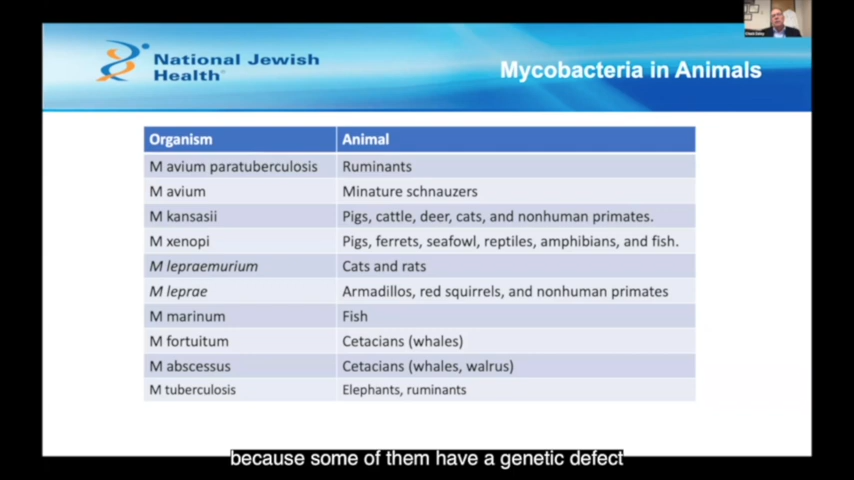 National Jewish
Health®
Mycobacteria in Animals
Organism Animal
M avium paratuberculosis Ruminants
M avium Minature schnauzers
M kansasii Pigs, cattle, deer, cats, and nonhuman primates.
M xenopi Pigs, ferrets, seafowl, reptiles, amphibians, and fish.
M lepraemurium Cats and rats
M leprae Armadillos, red squirrels, and nonhuman primates
M marinum Fish
M fortuitum Cetacians (whales)
M abscessus Cetacians (whales, walrus)
M tuberculosis Elephants, ruminants
because some of them have a genetic defect